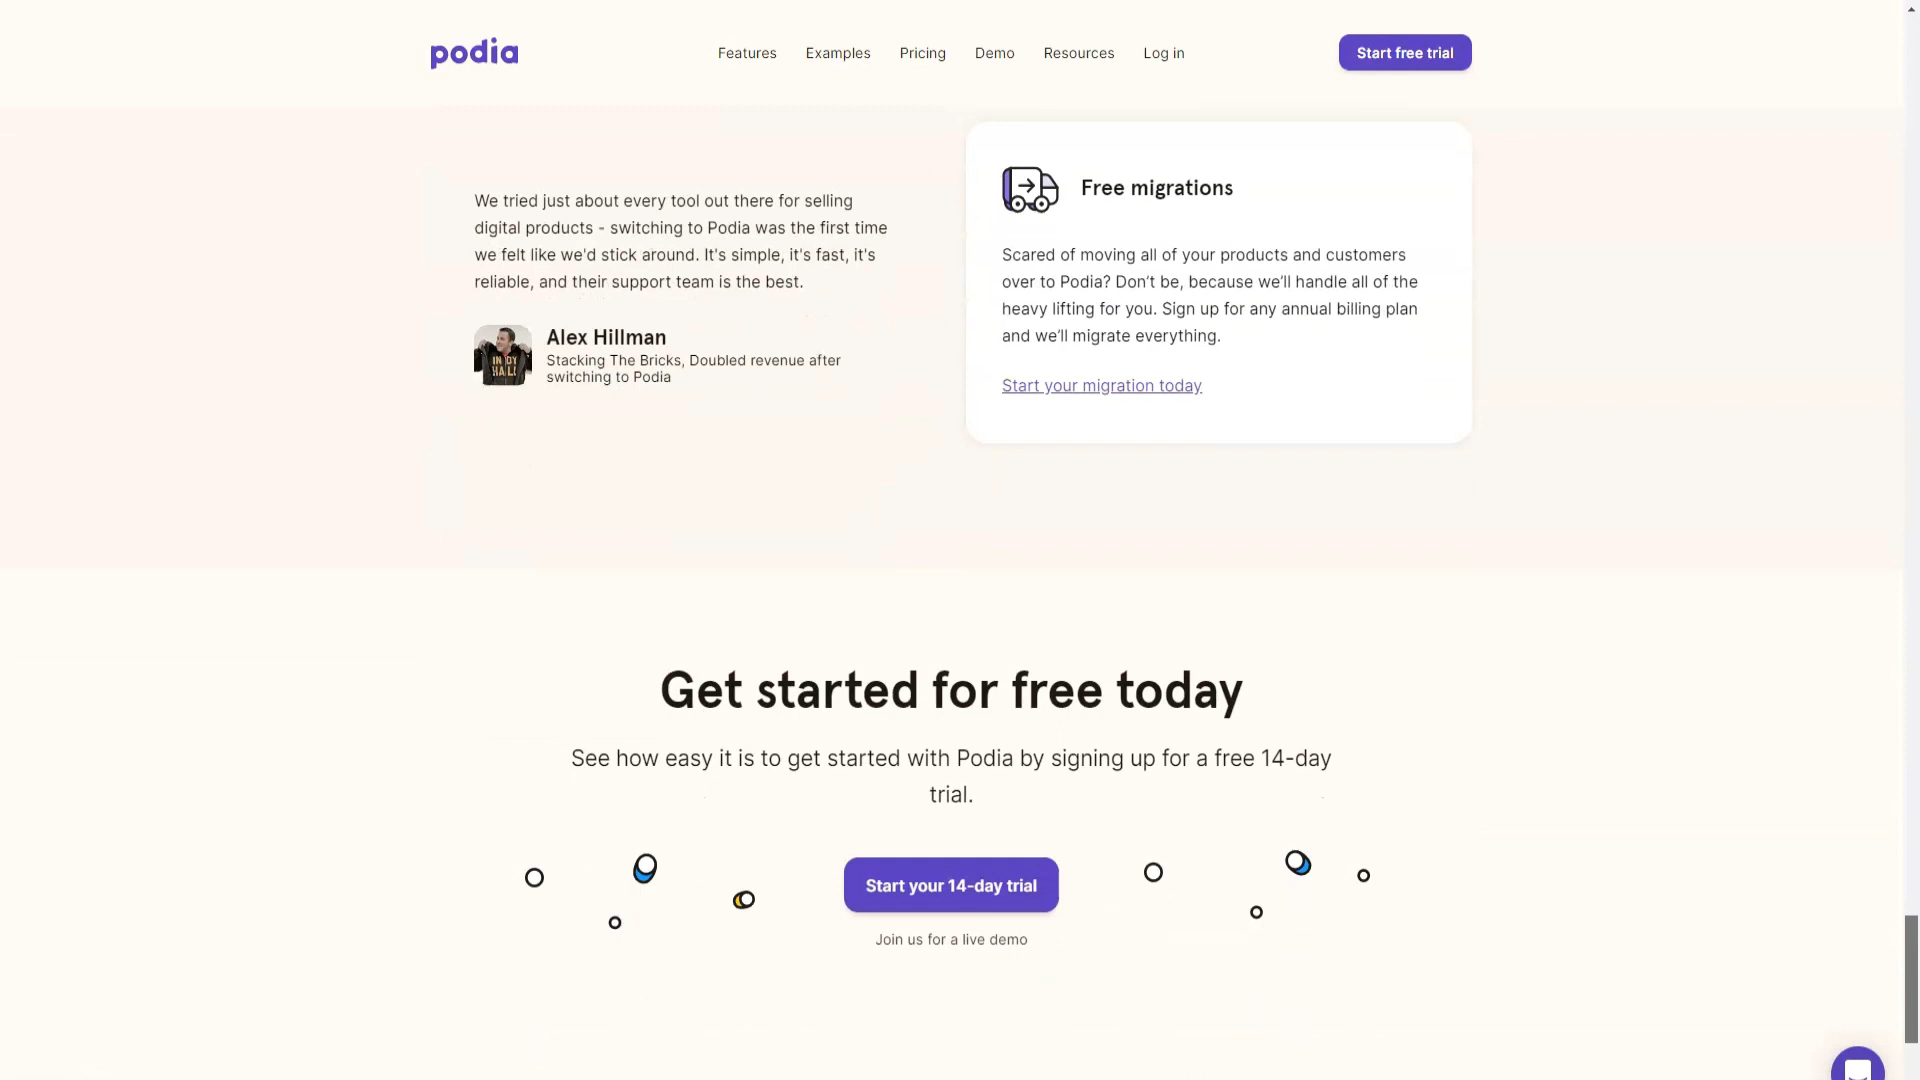 podia
Features
Examples
Pricing
Demo
Resources
Log in
Start free trial
We tried just about every tool out there for selling
digital products - switching to Podia was the first time
we felt like we'd stick around. It's simple, it's fast, it's
reliable, and their support team is the best.
Alex Hillman
Stacking The Bricks, Doubled revenue after
switching to Podia
Free migrations
Scared of moving all of your products and customers
over to Podia? Don’t be, because we’ll handle all of the
heavy lifting for you. Sign up for any annual billing plan
and we’ll migrate everything.
Start your migration today
Get started for free today
See how easy it is to get started with Podia by signing up for a free 14-day
trial.
Start your 14-day trial
Join us for a live demo